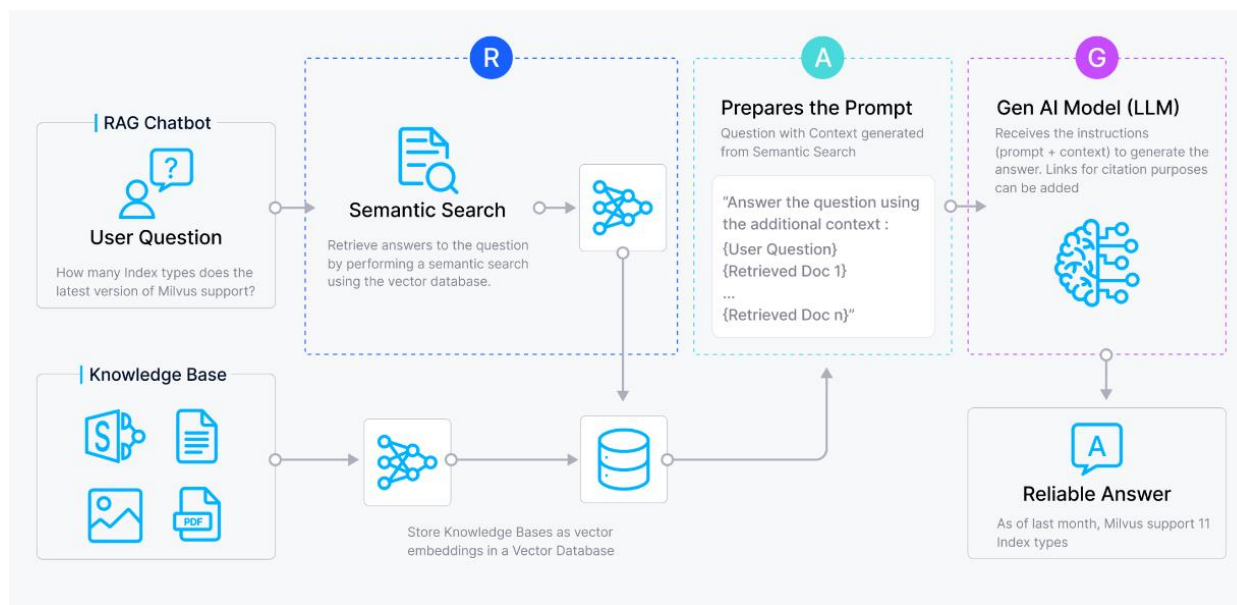 R
A
G
RAG Chatbot
?
User Question
How many Index types does the
latest version of Milvus support?
Semantic Search
Retrieve answers to the question
by performing a semantic search
using the vector database.
Prepares the Prompt
Question with Context generated
from Semantic Search
"Answer the question using
the additional context :
{User Question}
{Retrieved Doc 1}
...
{Retrieved Doc n}"
Gen AI Model (LLM)
Receives the instructions
(prompt + context) to generate the
answer. Links for citation purposes
can be added
Knowledge Base
S
PDF
Store Knowledge Bases as vector
embeddings in a Vector Database
A
Reliable Answer
As of last month, Milvus support 11
Index types